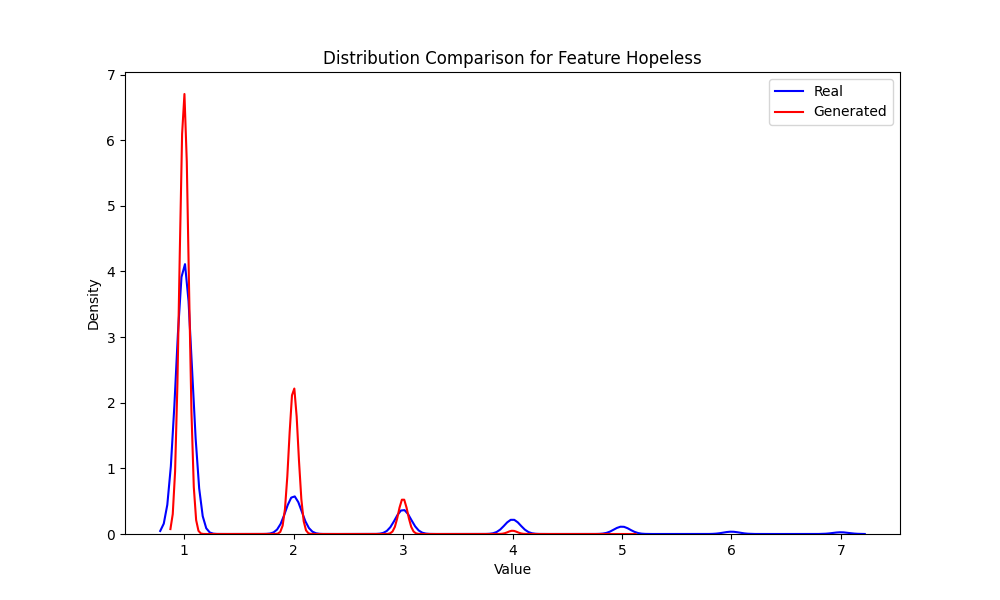 Distribution Comparison for Feature Hopeless
Real
Generated
Density
7
6
5
4
3
2
1
0
1 2 3 4 5 6 7
Value